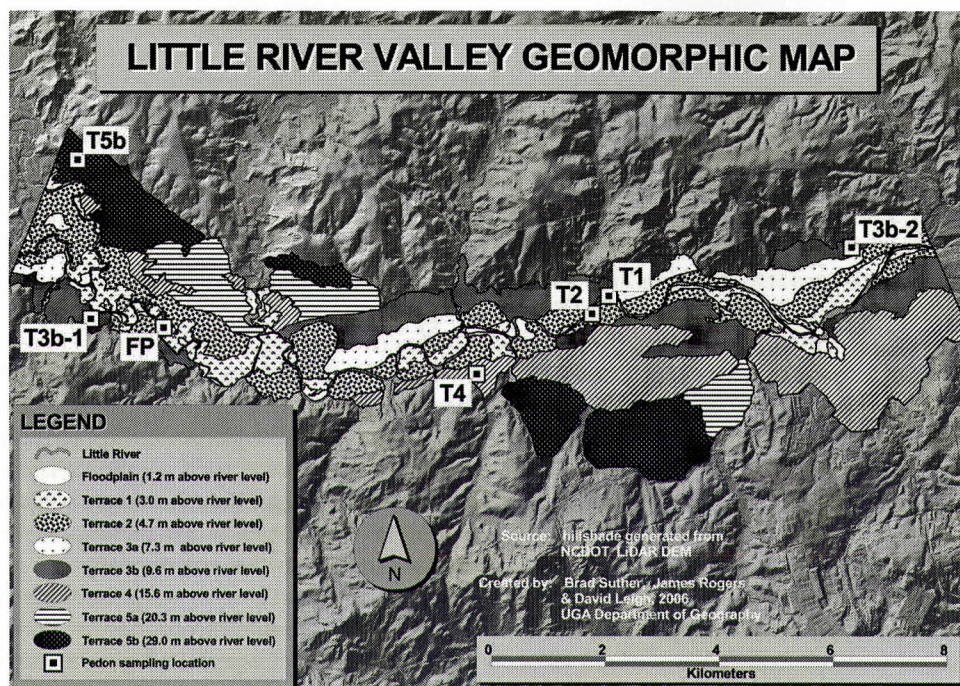 LITTLE RIVER VALLEY GEOMORPHIC MAP
T5b
T3b-2
T1
T2
T3b-1
FP
T4
LEGEND
Little River
Floodplain (1.2 m above river level)
Terrace 1 (3.0 m above river level)
Terrace 2 (4.7 m above river level)
Terrace 3a (7.3 m above river level)
Terrace 3b (9.6 m above river level)
Terrace 4 (15.6 m above river level)
Terrace 5a (20.3 m above river level)
Terrace 5b (29.0 m above river level)
Pedon sampling location
N
Source: hillshade generated from
NCDOT LiDAR DEM
Created by: Brad Suther, James Rogers
& David Leigh, 2006,
UGA Department of Geography
0 2 4 6 8
Kilometers